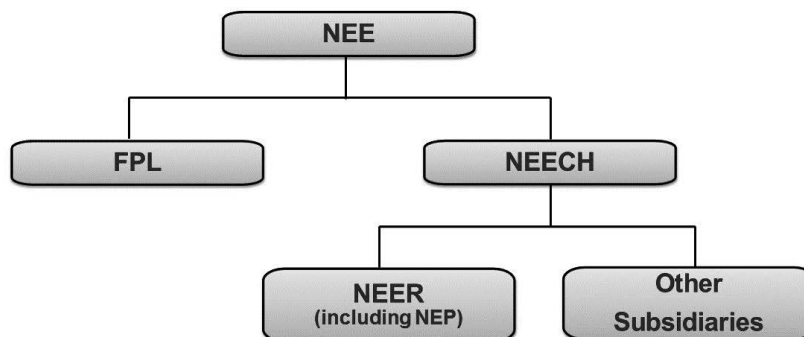 NEE
FPL
NEECH
NEER
(including NEP)
Other
Subsidiaries